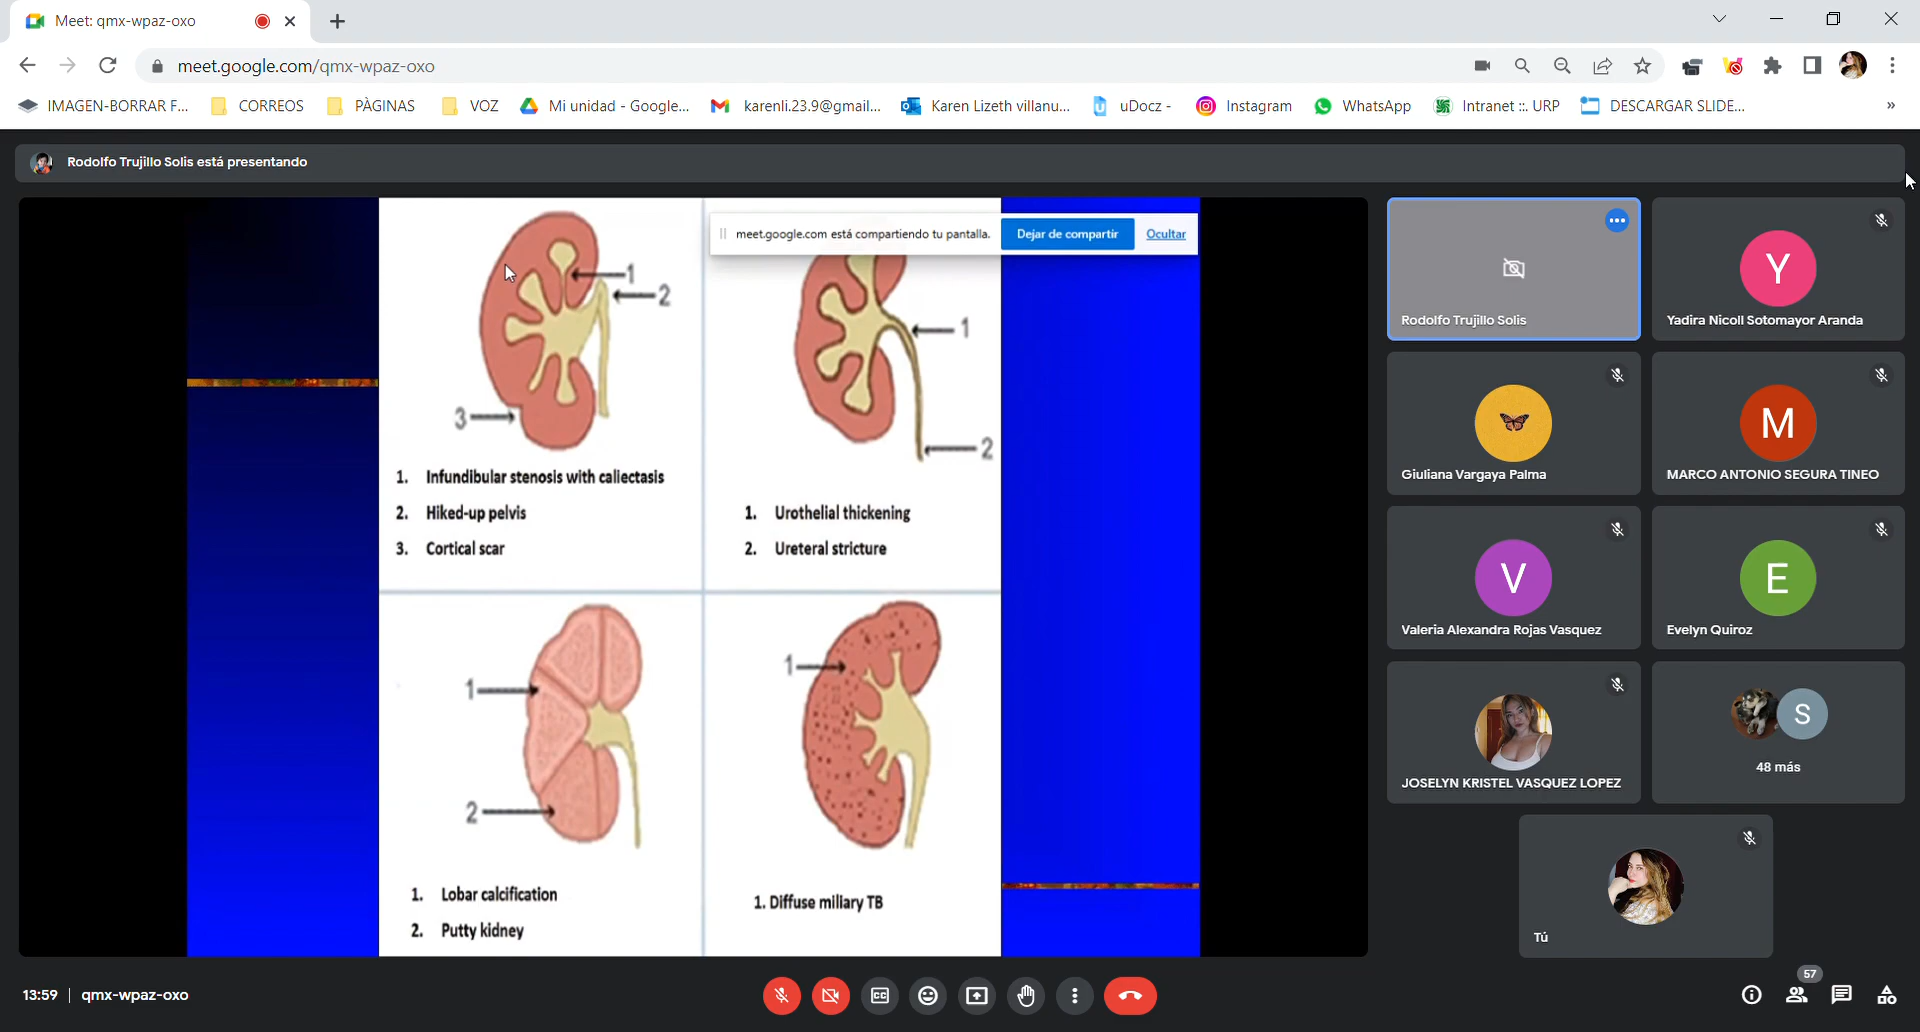 Meet: qmx-wpaz-oxo
meet.google.com/qmx-wpaz-oxo
IMAGEN-BORRAR F... CORREOS PÀGINAS VOZ Mi unidad - Google... karenli.23.9@gmail... Karen Lizeth villanu... uDocz - Instagram WhatsApp Intranet ::. URP DESCARGAR SLIDE... »
Rodolfo Trujillo Solis está presentando
meet.google.com está compartiendo tu pantalla. Dejar de compartir Ocultar
1
2
3
1. Infundibular stenosis with caliectasis
2. Hiked-up pelvis
3. Cortical scar
1
2
1. Urothelial thickening
2. Ureteral stricture
1
2
1. Lobar calcification
2. Putty kidney
1
1. Diffuse miliary TB
Rodolfo Trujillo Solis
Y
Yadira Nicoll Sotomayor Aranda
Giuliana Vargaya Palma
M
MARCO ANTONIO SEGURA TINEO
V
Valeria Alexandra Rojas Vasquez
E
Evelyn Quiroz
JOSELYN KRISTEL VASQUEZ LOPEZ
S
48 más
Tú
13:59 | qmx-wpaz-oxo
CC
57